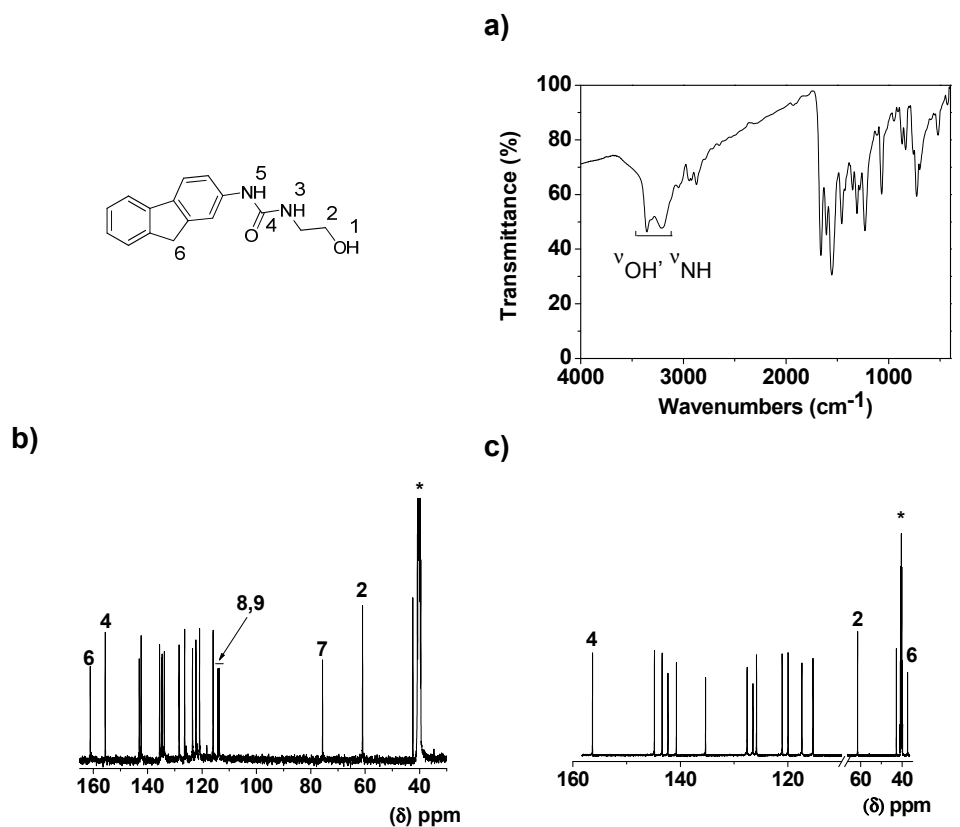 a)
5
NH
3
NH
4
O
2
1
OH
6
100
80
60
40
20
0
Transmittance (%)
νOH, νNH
4000 3000 2000 1000
Wavenumbers (cm-1)
b)
*
6
4
8,9
7
2
160 140 120 100 80 60 40
(δ) ppm
c)
*
4
2
6
160 140 120 60 40
(δ) ppm